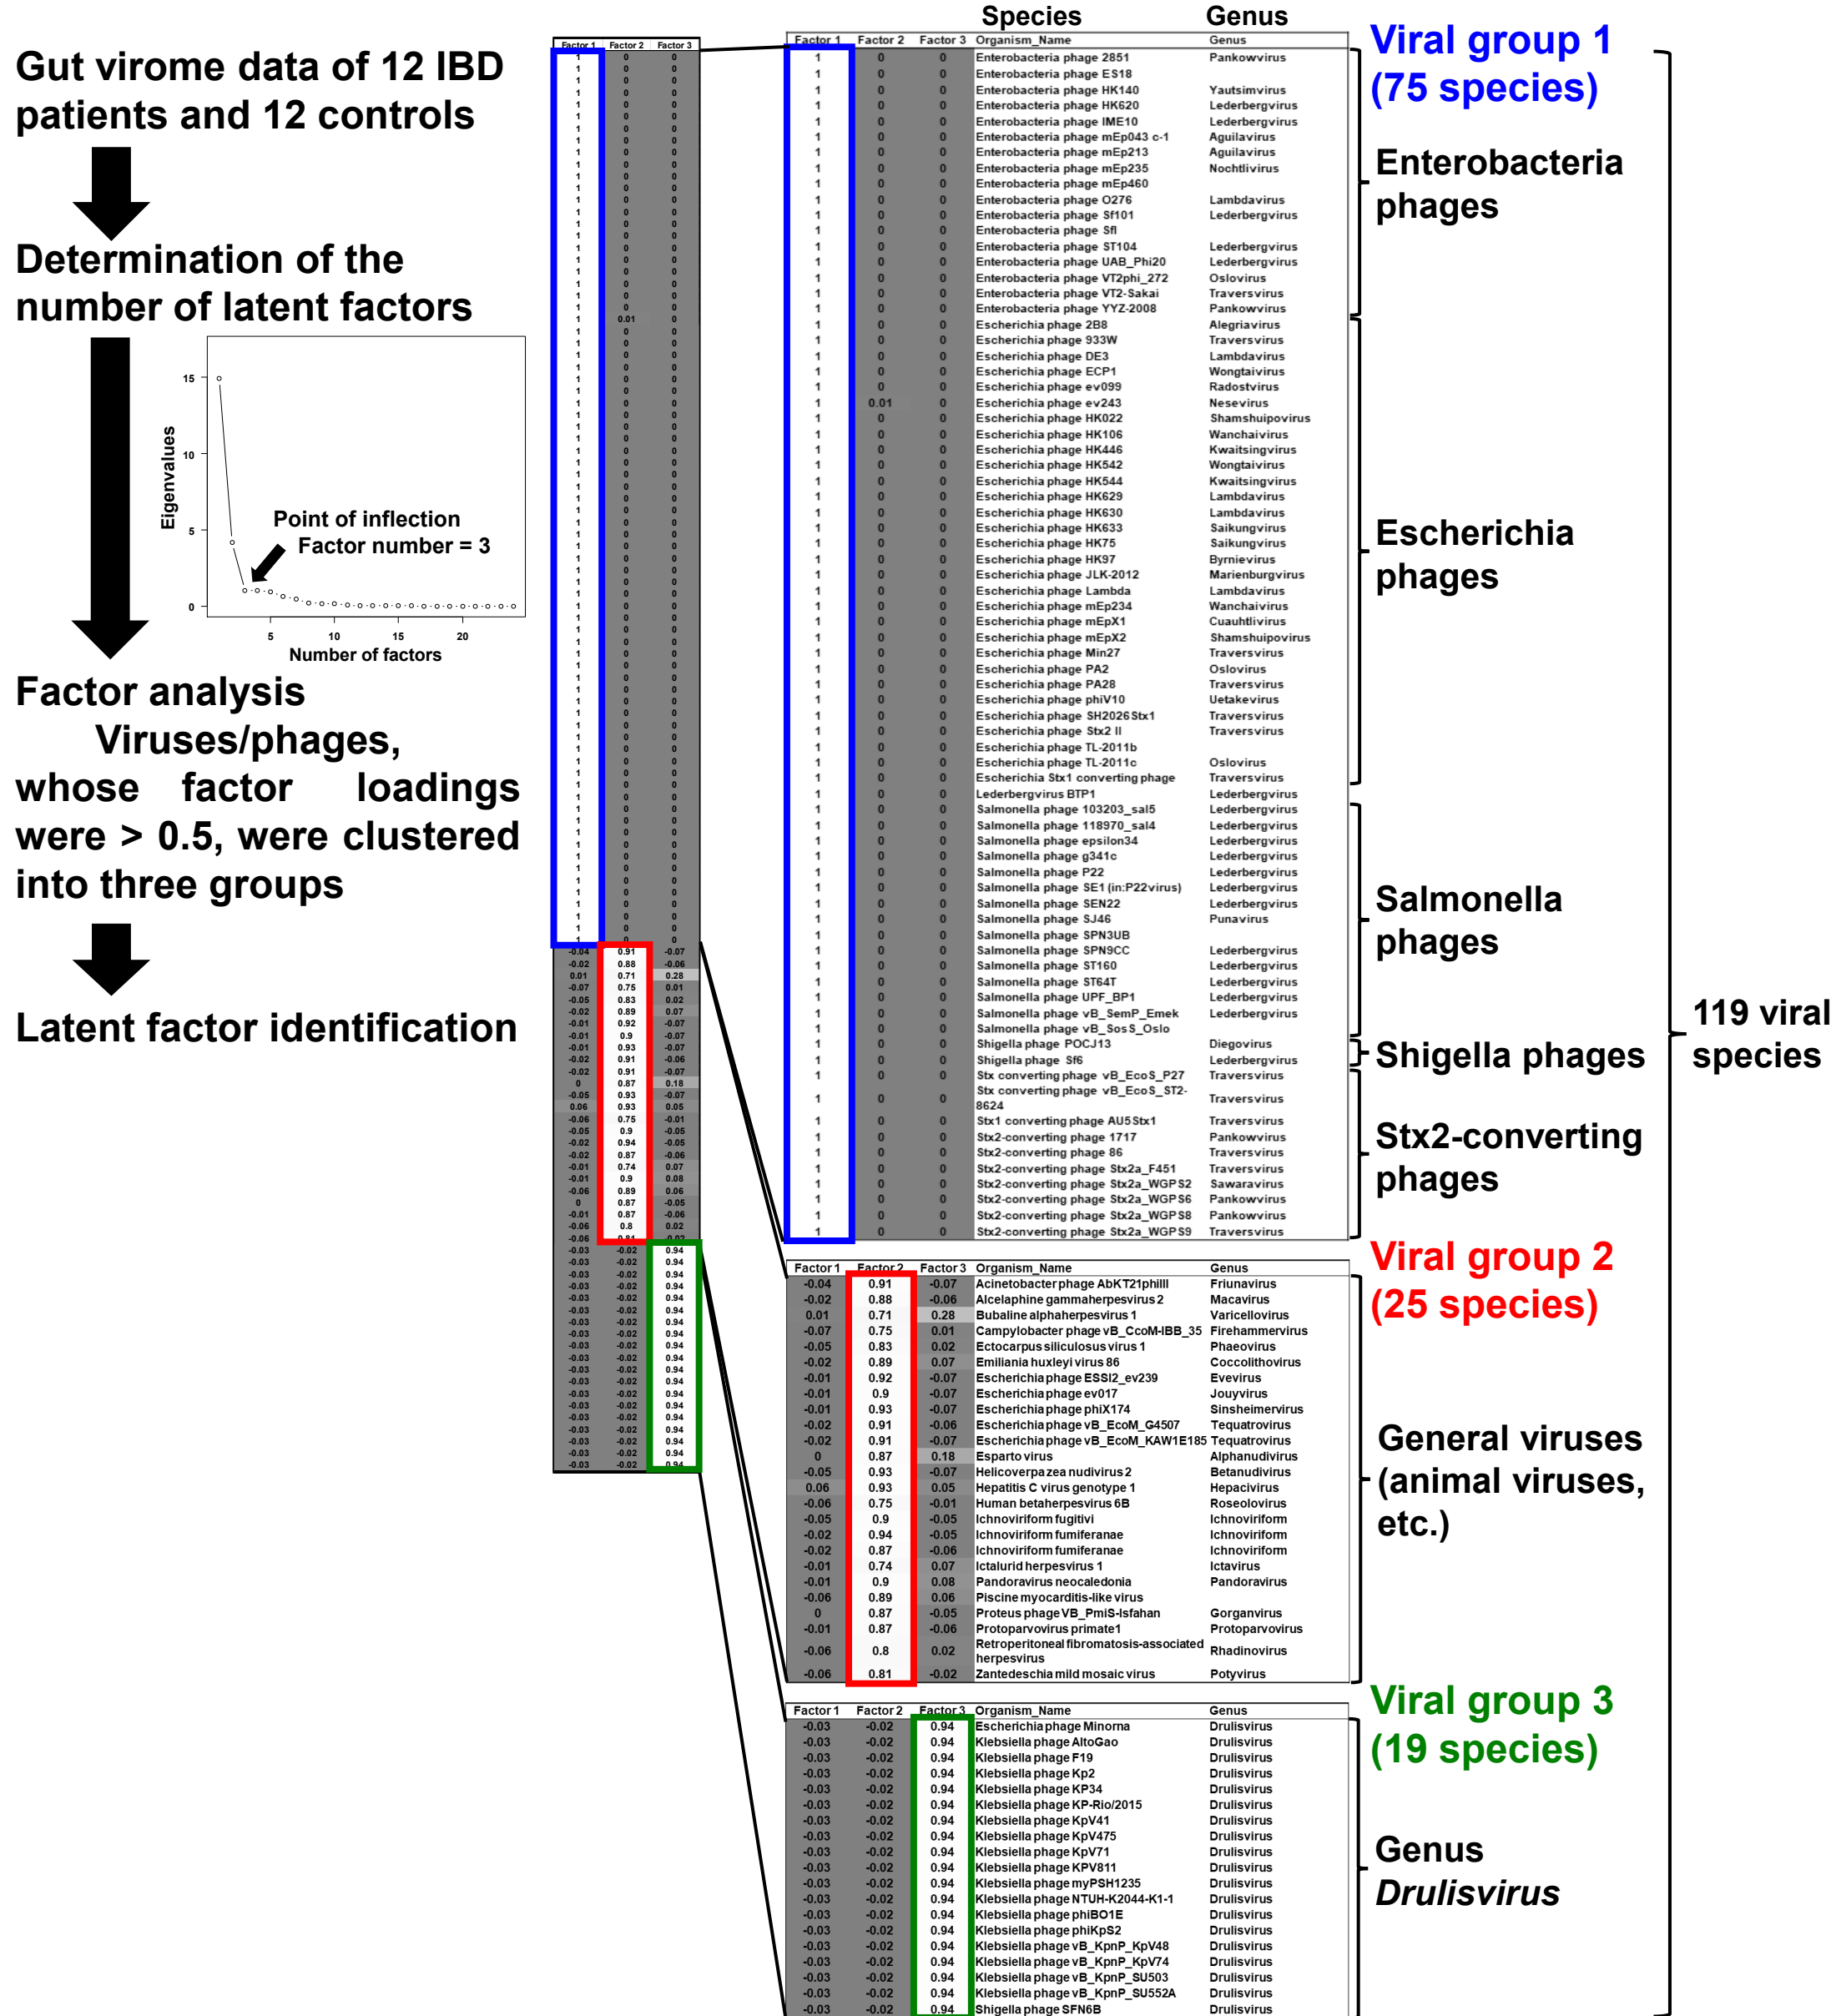 Gut virome data of 12 IBD
patients and 12 controls
Determination of the
number of latent factors
Eigenvalues
15
10
5
0
Point of inflection
Factor number = 3
5 10 15 20
Number of factors
Factor analysis
Viruses/phages,
whose factor loadings
were > 0.5, were clustered
into three groups
Latent factor identification
Factor 1 Factor 2 Factor 3
Species Genus
Factor 1 Factor 2 Factor 3 Organism_Name Genus
1 0 0 Enterobacteria phage 2851 Pankowvirus
1 0 0 Enterobacteria phage ES18
1 0 0 Enterobacteria phage HK140 Yautsimvirus
1 0 0 Enterobacteria phage HK620 Lederbergvirus
1 0 0 Enterobacteria phage IME10 Lederbergvirus
1 0 0 Enterobacteria phage mEp043 c-1 Aguilavirus
1 0 0 Enterobacteria phage mEp213 Aguilavirus
1 0 0 Enterobacteria phage mEp235 Nochtlivirus
1 0 0 Enterobacteria phage mEp460
1 0 0 Enterobacteria phage O276 Lambdavirus
1 0 0 Enterobacteria phage Sf101 Lederbergvirus
1 0 0 Enterobacteria phage SfI
1 0 0 Enterobacteria phage ST104 Lederbergvirus
1 0 0 Enterobacteria phage UAB_Phi20 Lederbergvirus
1 0 0 Enterobacteria phage VT2phi_272 Oslovirus
1 0 0 Enterobacteria phage VT2-Sakai Traversvirus
1 0 0 Enterobacteria phage YYZ-2008 Pankowvirus
1 0 0 Escherichia phage 2B8 Alegriavirus
1 0 0 Escherichia phage 933W Traversvirus
1 0 0 Escherichia phage DE3 Lambdavirus
1 0 0 Escherichia phage ECP1 Wongtaivirus
1 0 0 Escherichia phage ev099 Radostvirus
1 0.01 0 Escherichia phage ev243 Nesevirus
1 0 0 Escherichia phage HK022 Shamshuipovirus
1 0 0 Escherichia phage HK106 Wanchaivirus
1 0 0 Escherichia phage HK446 Kwaitsingvirus
1 0 0 Escherichia phage HK542 Wongtaivirus
1 0 0 Escherichia phage HK544 Kwaitsingvirus
1 0 0 Escherichia phage HK629 Lambdavirus
1 0 0 Escherichia phage HK630 Lambdavirus
1 0 0 Escherichia phage HK633 Saikungvirus
1 0 0 Escherichia phage HK75 Saikungvirus
1 0 0 Escherichia phage HK97 Byrnievirus
1 0 0 Escherichia phage JLK-2012 Marienburgvirus
1 0 0 Escherichia phage Lambda Lambdavirus
1 0 0 Escherichia phage mEp234 Wanchaivirus
1 0 0 Escherichia phage mEpX1 Cuauhtlivirus
1 0 0 Escherichia phage mEpX2 Shamshuipovirus
1 0 0 Escherichia phage Min27 Traversvirus
1 0 0 Escherichia phage PA2 Oslovirus
1 0 0 Escherichia phage PA28 Traversvirus
1 0 0 Escherichia phage phiV10 Uetakevirus
1 0 0 Escherichia phage SH2026Stx1 Traversvirus
1 0 0 Escherichia phage Stx2 II Traversvirus
1 0 0 Escherichia phage TL-2011b
1 0 0 Escherichia phage TL-2011c Oslovirus
1 0 0 Escherichia Stx1 converting phage Traversvirus
1 0 0 Lederbergvirus BTP1 Lederbergvirus
1 0 0 Salmonella phage 103203_sal5 Lederbergvirus
1 0 0 Salmonella phage 118970_sal4 Lederbergvirus
1 0 0 Salmonella phage epsilon34 Lederbergvirus
1 0 0 Salmonella phage g341c Lederbergvirus
1 0 0 Salmonella phage P22 Lederbergvirus
1 0 0 Salmonella phage SE1 (in:P22virus) Lederbergvirus
1 0 0 Salmonella phage SEN22 Lederbergvirus
1 0 0 Salmonella phage SJ46 Punavirus
1 0 0 Salmonella phage SPN3UB
1 0 0 Salmonella phage SPN9CC Lederbergvirus
1 0 0 Salmonella phage ST160 Lederbergvirus
1 0 0 Salmonella phage ST64T Lederbergvirus
1 0 0 Salmonella phage UPF_BP1 Lederbergvirus
1 0 0 Salmonella phage vB_SemP_Emek Lederbergvirus
1 0 0 Salmonella phage vB_SosS_Oslo
1 0 0 Shigella phage POCJ13 Diegovirus
1 0 0 Shigella phage Sf6 Lederbergvirus
1 0 0 Stx converting phage vB_EcoS_P27 Traversvirus
1 0 0 Stx converting phage vB_EcoS_ST2-
8624 Traversvirus
1 0 0 Stx1 converting phage AU5Stx1 Traversvirus
1 0 0 Stx2-converting phage 1717 Pankowvirus
1 0 0 Stx2-converting phage 86 Traversvirus
1 0 0 Stx2-converting phage Stx2a_F451 Traversvirus
1 0 0 Stx2-converting phage Stx2a_WGPS2 Sawaravirus
1 0 0 Stx2-converting phage Stx2a_WGPS6 Pankowvirus
1 0 0 Stx2-converting phage Stx2a_WGPS8 Pankowvirus
1 0 0 Stx2-converting phage Stx2a_WGPS9 Traversvirus
Viral group 1
(75 species)
Enterobacteria
phages
Escherichia
phages
Salmonella
phages
Shigella phages
Stx2-converting
phages
119 viral
species
Factor 1 Factor 2 Factor 3 Organism_Name Genus
-0.04 0.91 -0.07 Acinetobacter phage AbKT21phiIII Friunavirus
-0.02 0.88 -0.06 Alcelaphine gammaherpesvirus 2 Macavirus
0.01 0.71 0.28 Bubaline alphaherpesvirus 1 Varicellovirus
-0.07 0.75 0.01 Campylobacter phage vB_CcoM-IBB_35 Firehammervirus
-0.05 0.83 0.02 Ectocarpus siliculosus virus 1 Phaeovirus
-0.02 0.89 0.07 Emiliania huxleyi virus 86 Coccolithovirus
-0.01 0.92 -0.07 Escherichia phage ESSI2_ev239 Evevirus
-0.01 0.9 -0.07 Escherichia phage ev017 Jouyvirus
-0.01 0.93 -0.07 Escherichia phage phiX174 Sinsheimervirus
-0.02 0.91 -0.06 Escherichia phage vB_EcoM_G4507 Tequatrovirus
-0.02 0.91 -0.07 Escherichia phage vB_EcoM_KAW1E185 Tequatrovirus
0 0.87 0.18 Esparto virus Alphanudivirus
-0.05 0.93 -0.07 Helicoverpa zea nudivirus 2 Betanudivirus
0.06 0.93 0.05 Hepatitis C virus genotype 1 Hepacivirus
-0.06 0.75 -0.01 Human betaherpesvirus 6B Roseolovirus
-0.05 0.9 -0.05 Ichnoviriform fugitivi Ichnoviriform
-0.02 0.94 -0.05 Ichnoviriform fumiferanae Ichnoviriform
-0.02 0.87 -0.06 Ichnoviriform fumiferanae Ichnoviriform
-0.01 0.74 0.07 Ictalurid herpesvirus 1 Ictavirus
-0.01 0.9 0.08 Pandoravirus neocaledonia Pandoravirus
-0.06 0.89 0.06 Piscine myocarditis-like virus
0 0.87 -0.05 Proteus phage VB_PmiS-Isfahan Gorganvirus
-0.01 0.87 -0.06 Protoparvovirus primate1 Protoparvovirus
-0.06 0.8 0.02 Retroperitoneal fibromatosis-associated
herpesvirus Rhadinovirus
-0.06 0.81 -0.02 Zantedeschia mild mosaic virus Potyvirus
Viral group 2
(25 species)
General viruses
(animal viruses,
etc.)
Factor 1 Factor 2 Factor 3 Organism_Name Genus
-0.03 -0.02 0.94 Escherichia phage Minorna Drulisvirus
-0.03 -0.02 0.94 Klebsiella phage AltoGao Drulisvirus
-0.03 -0.02 0.94 Klebsiella phage F19 Drulisvirus
-0.03 -0.02 0.94 Klebsiella phage Kp2 Drulisvirus
-0.03 -0.02 0.94 Klebsiella phage KP34 Drulisvirus
-0.03 -0.02 0.94 Klebsiella phage KP-Rio/2015 Drulisvirus
-0.03 -0.02 0.94 Klebsiella phage KpV41 Drulisvirus
-0.03 -0.02 0.94 Klebsiella phage KpV475 Drulisvirus
-0.03 -0.02 0.94 Klebsiella phage KpV71 Drulisvirus
-0.03 -0.02 0.94 Klebsiella phage KPV811 Drulisvirus
-0.03 -0.02 0.94 Klebsiella phage myPSH1235 Drulisvirus
-0.03 -0.02 0.94 Klebsiella phage NTUH-K2044-K1-1 Drulisvirus
-0.03 -0.02 0.94 Klebsiella phage phiBO1E Drulisvirus
-0.03 -0.02 0.94 Klebsiella phage phiKpS2 Drulisvirus
-0.03 -0.02 0.94 Klebsiella phage vB_KpnP_KpV48 Drulisvirus
-0.03 -0.02 0.94 Klebsiella phage vB_KpnP_KpV74 Drulisvirus
-0.03 -0.02 0.94 Klebsiella phage vB_KpnP_SU503 Drulisvirus
-0.03 -0.02 0.94 Klebsiella phage vB_KpnP_SU552A Drulisvirus
-0.03 -0.02 0.94 Shigella phage SFN6B Drulisvirus
Viral group 3
(19 species)
Genus
Drulisvirus